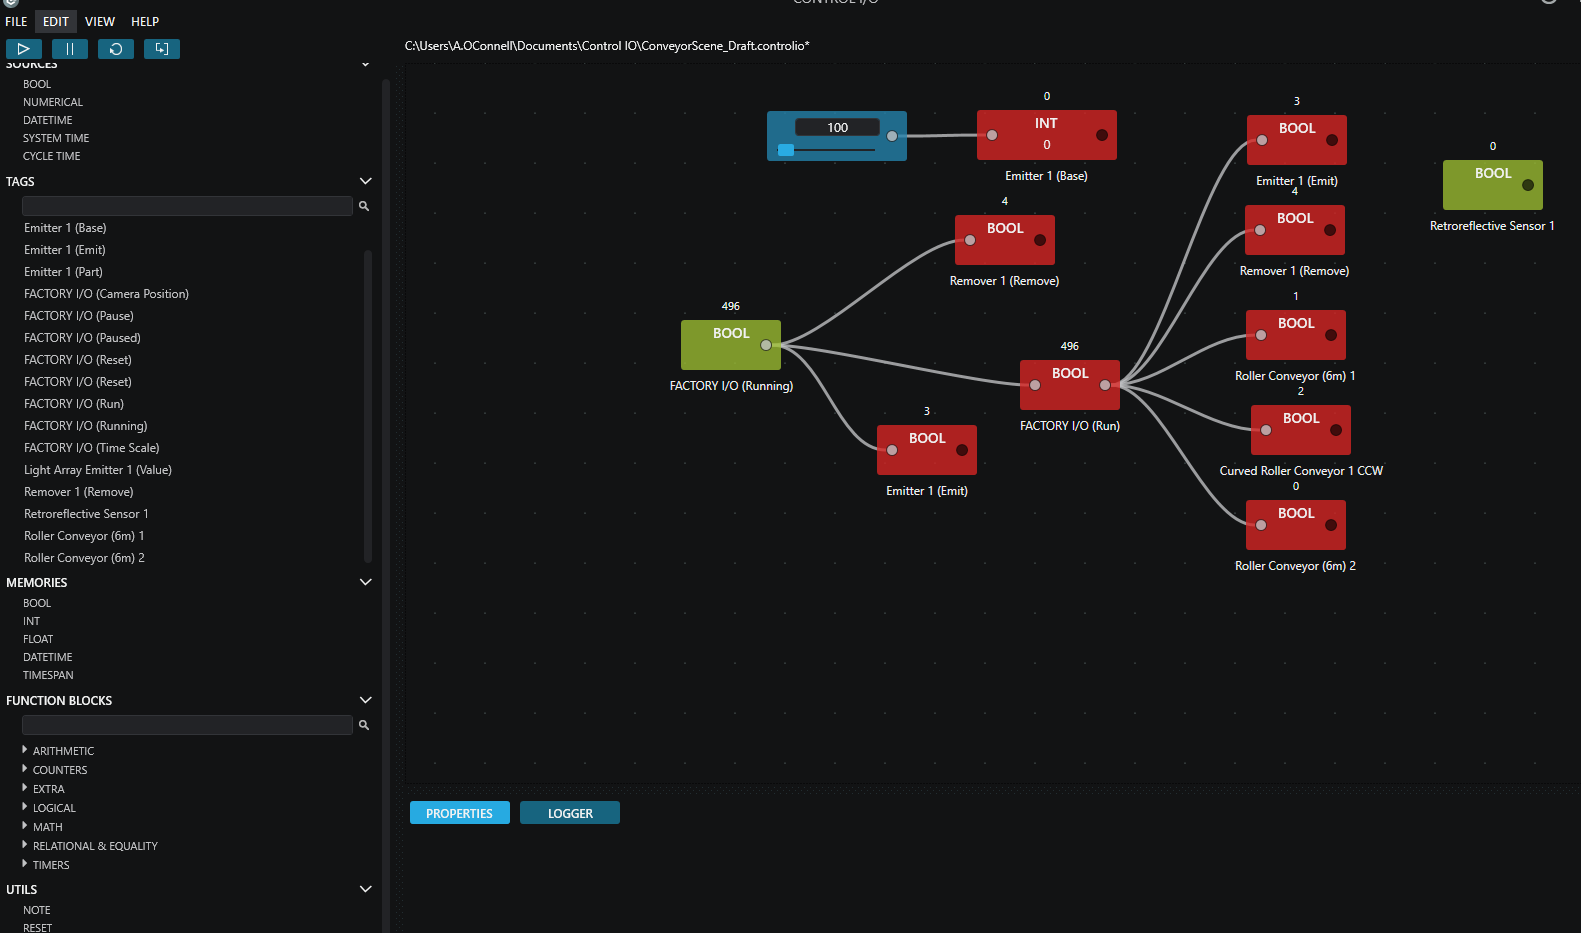 CONTROL I/O
FILE EDIT VIEW HELP
C:\Users\A.OConnell\Documents\Control IO\ConveyorScene_Draft.controlio*
SOURCES
BOOL
NUMERICAL
DATETIME
SYSTEM TIME
CYCLE TIME
TAGS
Emitter 1 (Base)
Emitter 1 (Emit)
Emitter 1 (Part)
FACTORY I/O (Camera Position)
FACTORY I/O (Pause)
FACTORY I/O (Paused)
FACTORY I/O (Reset)
FACTORY I/O (Reset)
FACTORY I/O (Run)
FACTORY I/O (Running)
FACTORY I/O (Time Scale)
Light Array Emitter 1 (Value)
Remover 1 (Remove)
Retroreflective Sensor 1
Roller Conveyor (6m) 1
Roller Conveyor (6m) 2
MEMORIES
BOOL
INT
FLOAT
DATETIME
TIMESPAN
FUNCTION BLOCKS
ARITHMETIC
COUNTERS
EXTRA
LOGICAL
MATH
RELATIONAL & EQUALITY
TIMERS
UTILS
NOTE
RESET
100
0
INT
0
Emitter 1 (Base)
4
BOOL
Remover 1 (Remove)
496
BOOL
FACTORY I/O (Running)
496
BOOL
FACTORY I/O (Run)
3
BOOL
Emitter 1 (Emit)
3
BOOL
Emitter 1 (Emit)
4
BOOL
Remover 1 (Remove)
1
BOOL
Roller Conveyor (6m) 1
2
BOOL
Curved Roller Conveyor 1 CCW
0
BOOL
Roller Conveyor (6m) 2
0
BOOL
Retroreflective Sensor 1
PROPERTIES
LOGGER